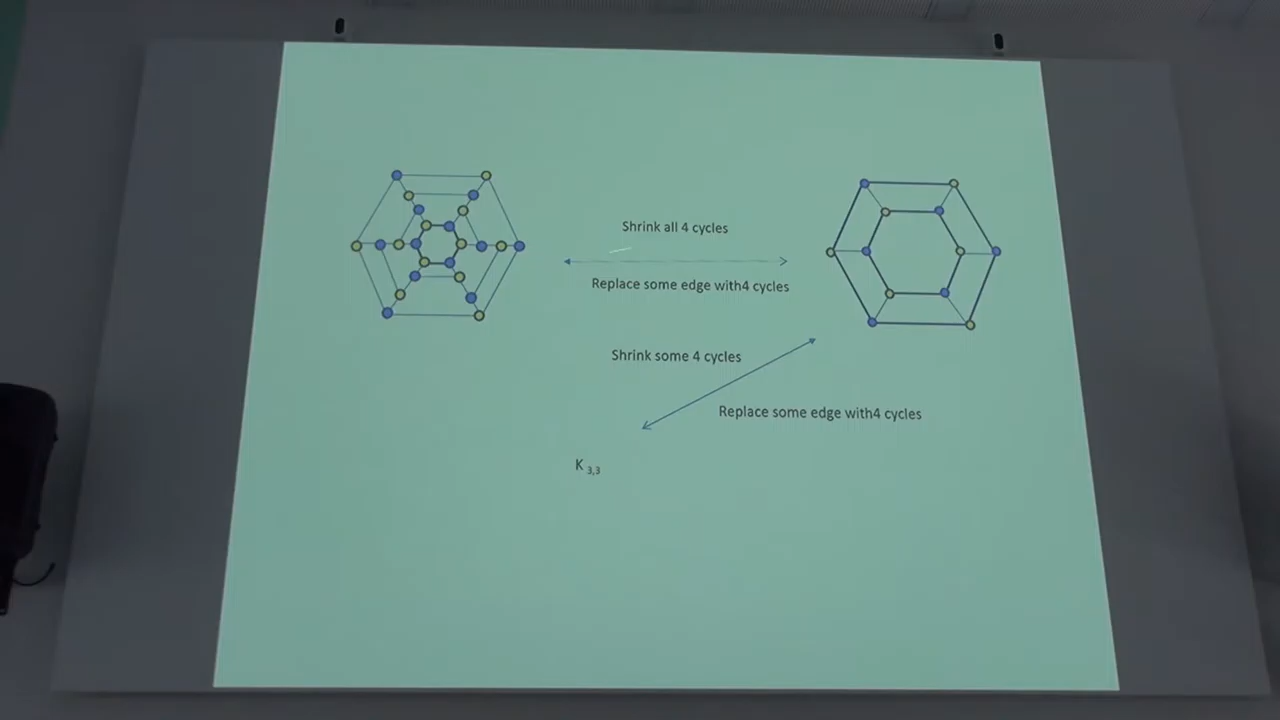 Shrink all 4 cycles
Replace some edge with4 cycles
Shrink some 4 cycles
Replace some edge with4 cycles
K 3,3